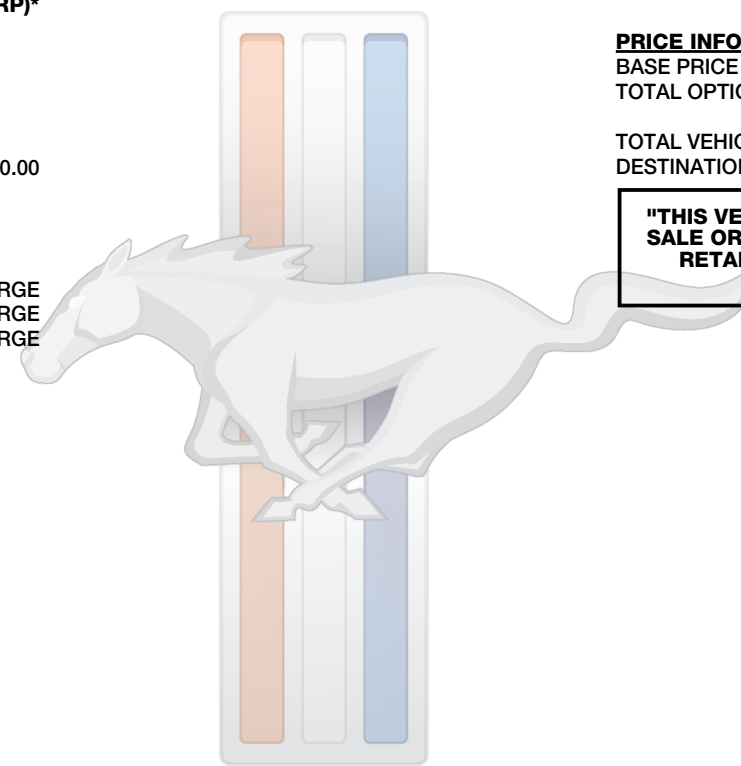 RP)*
0.00
RGE
RGE
RGE
PRICE INFO
BASE PRICE
TOTAL OPTIO
TOTAL VEHIC
DESTINATION
"THIS VE
SALE OR
RETAI